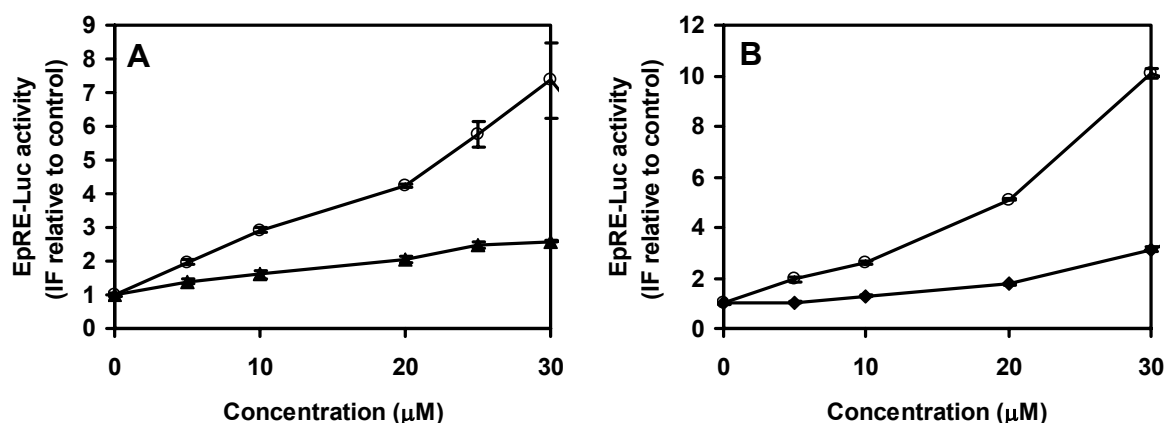 A
EpRE-Luc activity
(IF relative to control)
9
8
7
6
5
4
3
2
1
0
0 10 20 30
Concentration (μM)
B
EpRE-Luc activity
(IF relative to control)
12
10
8
6
4
2
0
0 10 20 30
Concentration (μM)